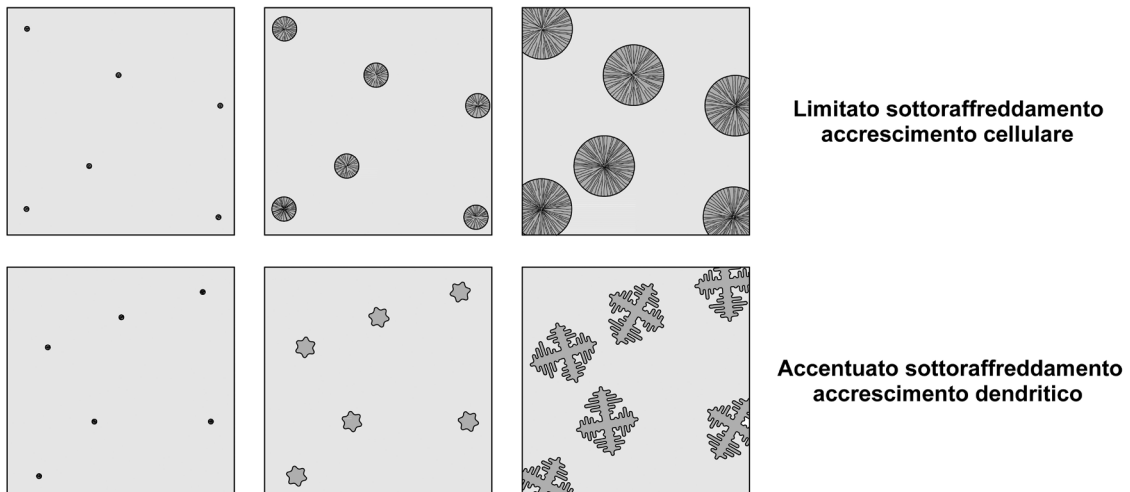 Limitato sottoraffreddamento
accrescimento cellulare
Accentuato sottoraffreddamento
accrescimento dendritico